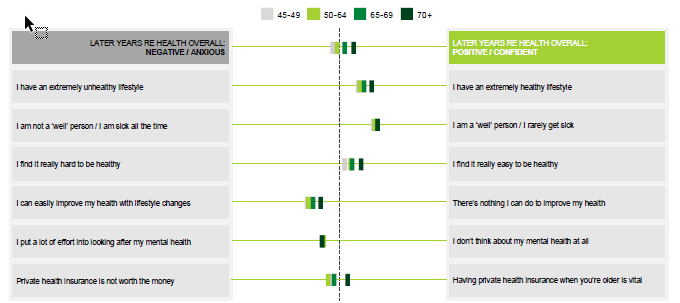 45-49 50-64 65-69 70+
LATER YEARS RE HEALTH OVERALL:
NEGATIVE / ANXIOUS
LATER YEARS RE HEALTH OVERALL:
POSITIVE / CONFIDENT
I have an extremely unhealthy lifestyle
I have an extremely healthy lifestyle
I am not a 'well' person / I am sick all the time
I am a 'well' person / I rarely get sick
I find it really hard to be healthy
I find it really easy to be healthy
I can easily improve my health with lifestyle changes
There's nothing I can do to improve my health
I put a lot of effort into looking after my mental health
I don't think about my mental health at all
Private health insurance is not worth the money
Having private health insurance when you're older is vital